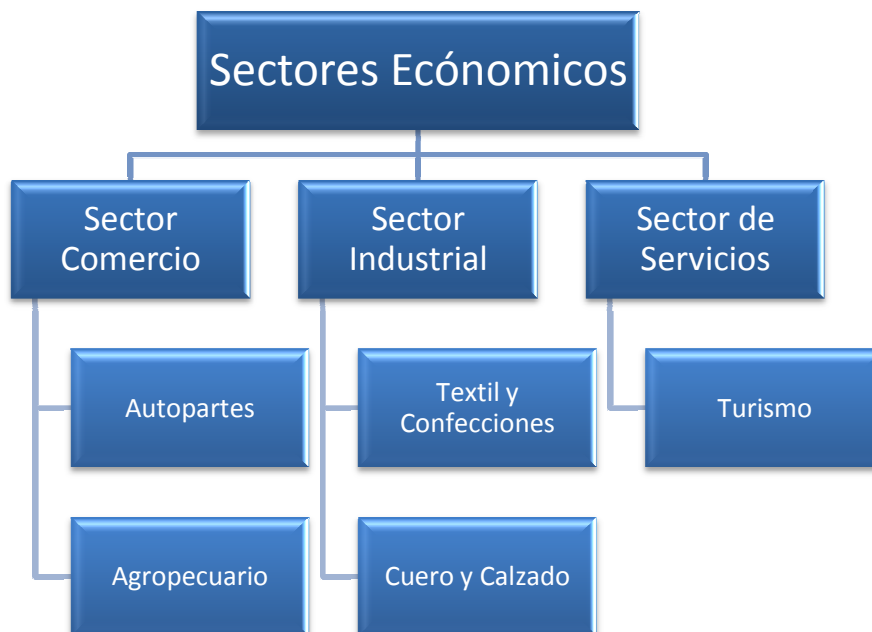 Sectores Ecónomicos
Sector
Comercio
Autopartes
Agropecuario
Sector
Industrial
Textil y
Confecciones
Cuero y Calzado
Sector de
Servicios
Turismo